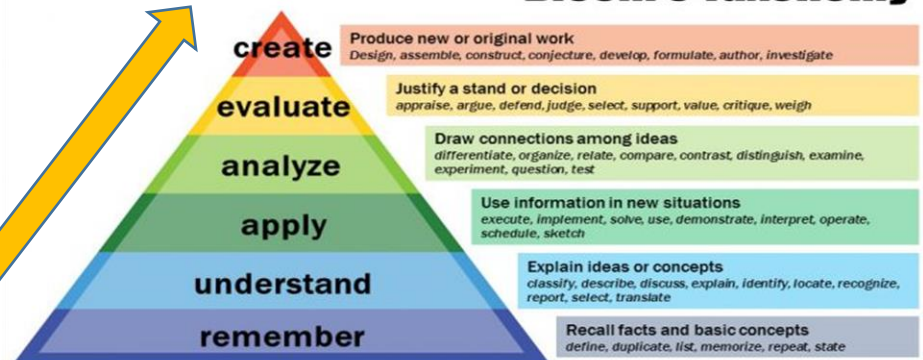 Bloom's Taxonomy
create
Produce new or original work
Design, assemble, construct, conjecture, develop, formulate, author, investigate
evaluate
Justify a stand or decision
appraise, argue, defend, judge, select, support, value, critique, weigh
analyze
Draw connections among ideas
differentiate, organize, relate, compare, contrast, distinguish, examine,
experiment, question, test
apply
Use information in new situations
execute, implement, solve, use, demonstrate, interpret, operate,
schedule, sketch
understand
Explain ideas or concepts
classify, describe, discuss, explain, identify, locate, recognize,
report, select, translate
remember
Recall facts and basic concepts
define, duplicate, list, memorize, repeat, state